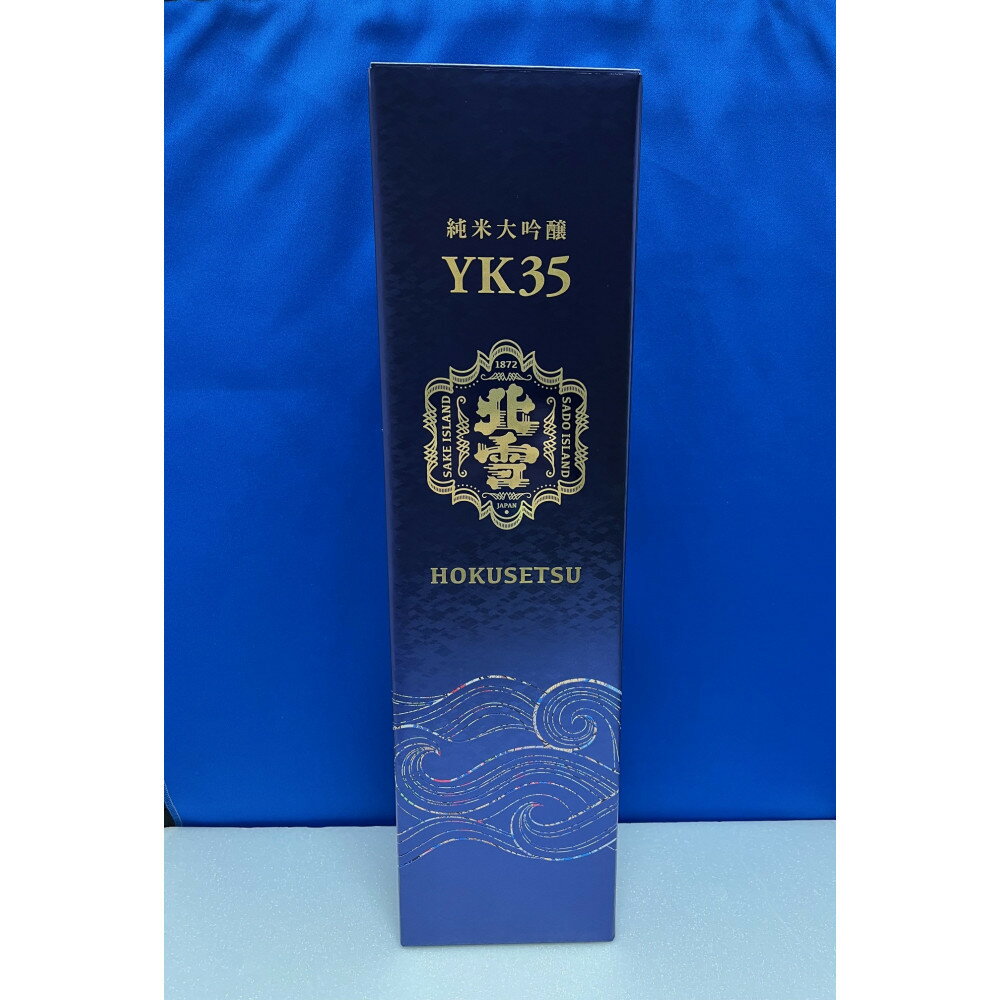 純米大吟醸
YK35
1872
SAKE ISLAND
北雪
SADO ISLAND
JAPAN
HOKUSETSU